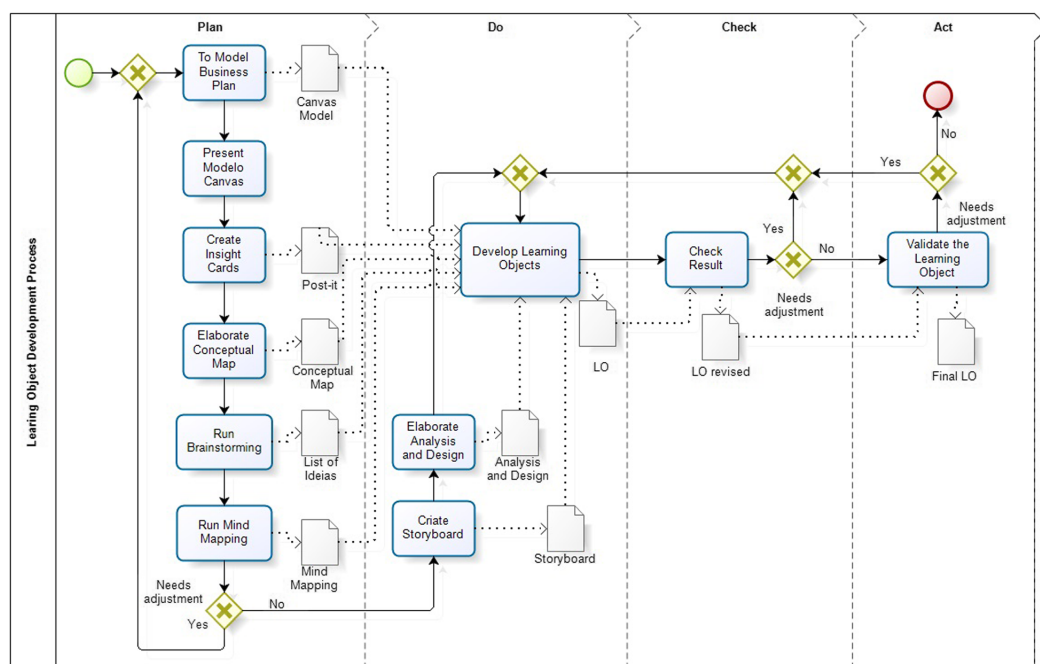 Learing Object Development Process
Plan
Do
Check
Act
To Model
Business
Plan
Canvas
Model
Present
Modelo
Canvas
Create
Insight
Cards
Post-it
Elaborate
Conceptual
Map
Conceptual
Map
Run
Brainstorming
List of
Ideias
Run Mind
Mapping
Mind
Mapping
Needs
adjustment
Yes
No
Elaborate
Analysis
and Design
Analysis
and Design
Criate
Storyboard
Storyboard
Develop Learning
Objects
LO
Check
Result
LO revised
Yes
No
Needs
adjustment
Validate the
Learning
Object
Final LO
Needs
adjustment
Yes
No